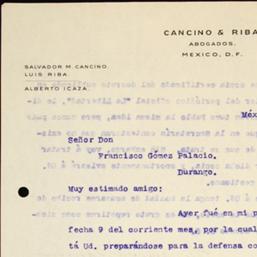 CANCINO & RIBA
ABOGADOS.
MEXICO, D.F.
SALVADOR M. CANCINO.
LUIS RIBA.
ALBERTO ICAZA.
Méx
Señor Don
Francisco Gómez Palacio.
Durango.
Muy estimado amigo:
Ayer fué en mi p
fecha 9 del corriente mes, por la cual
tá Ud. preparándose para la defensa co